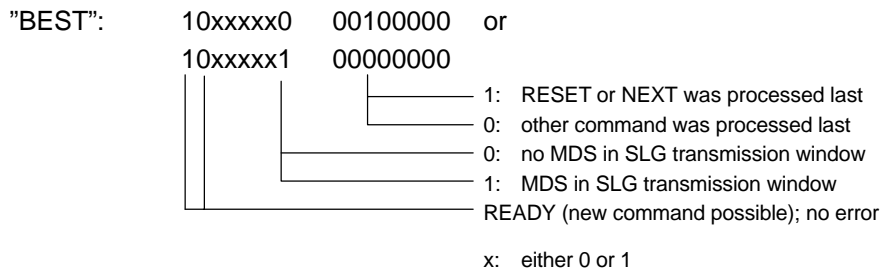 ”BEST”: 10xxxxx0 00100000 or
10xxxxx1 00000000
1: RESET or NEXT was processed last
0: other command was processed last
0: no MDS in SLG transmission window
1: MDS in SLG transmission window
READY (new command possible); no error
x: either 0 or 1